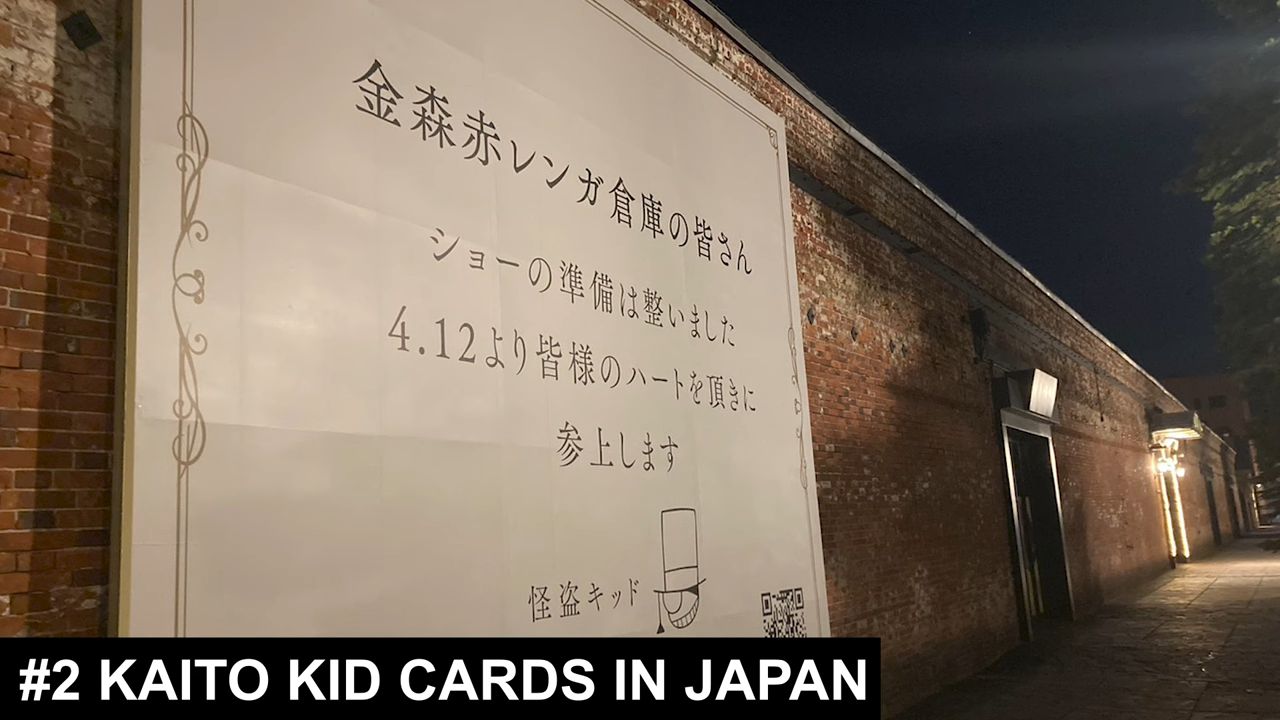 金森赤レンガ倉庫の皆さん
ショーの準備は整いました
4.12より皆様のハートを頂きに
参上します
怪盗キッド
#2 KAITO KID CARDS IN JAPAN